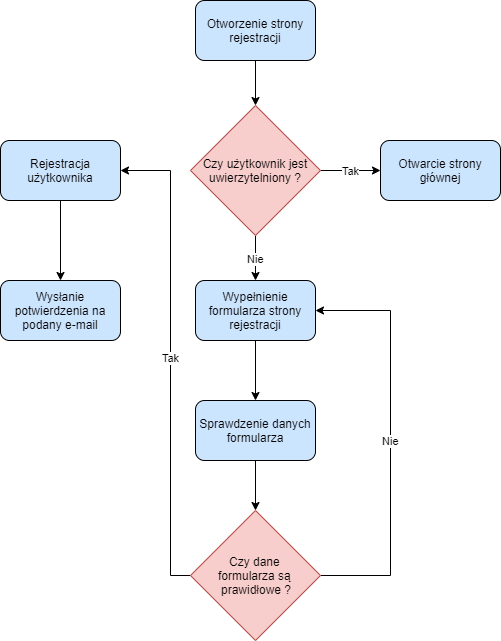 Otworzenie strony
rejestracji
Czy użytkownik jest
uwierzytelniony ?
Tak
Otwarcie strony
głównej
Rejestracja
użytkownika
Nie
Wysłanie
potwierdzenia na
podany e-mail
Wypełnienie
formularza strony
rejestracji
Tak
Sprawdzenie danych
formularza
Nie
Czy dane
formularza są
prawidłowe ?